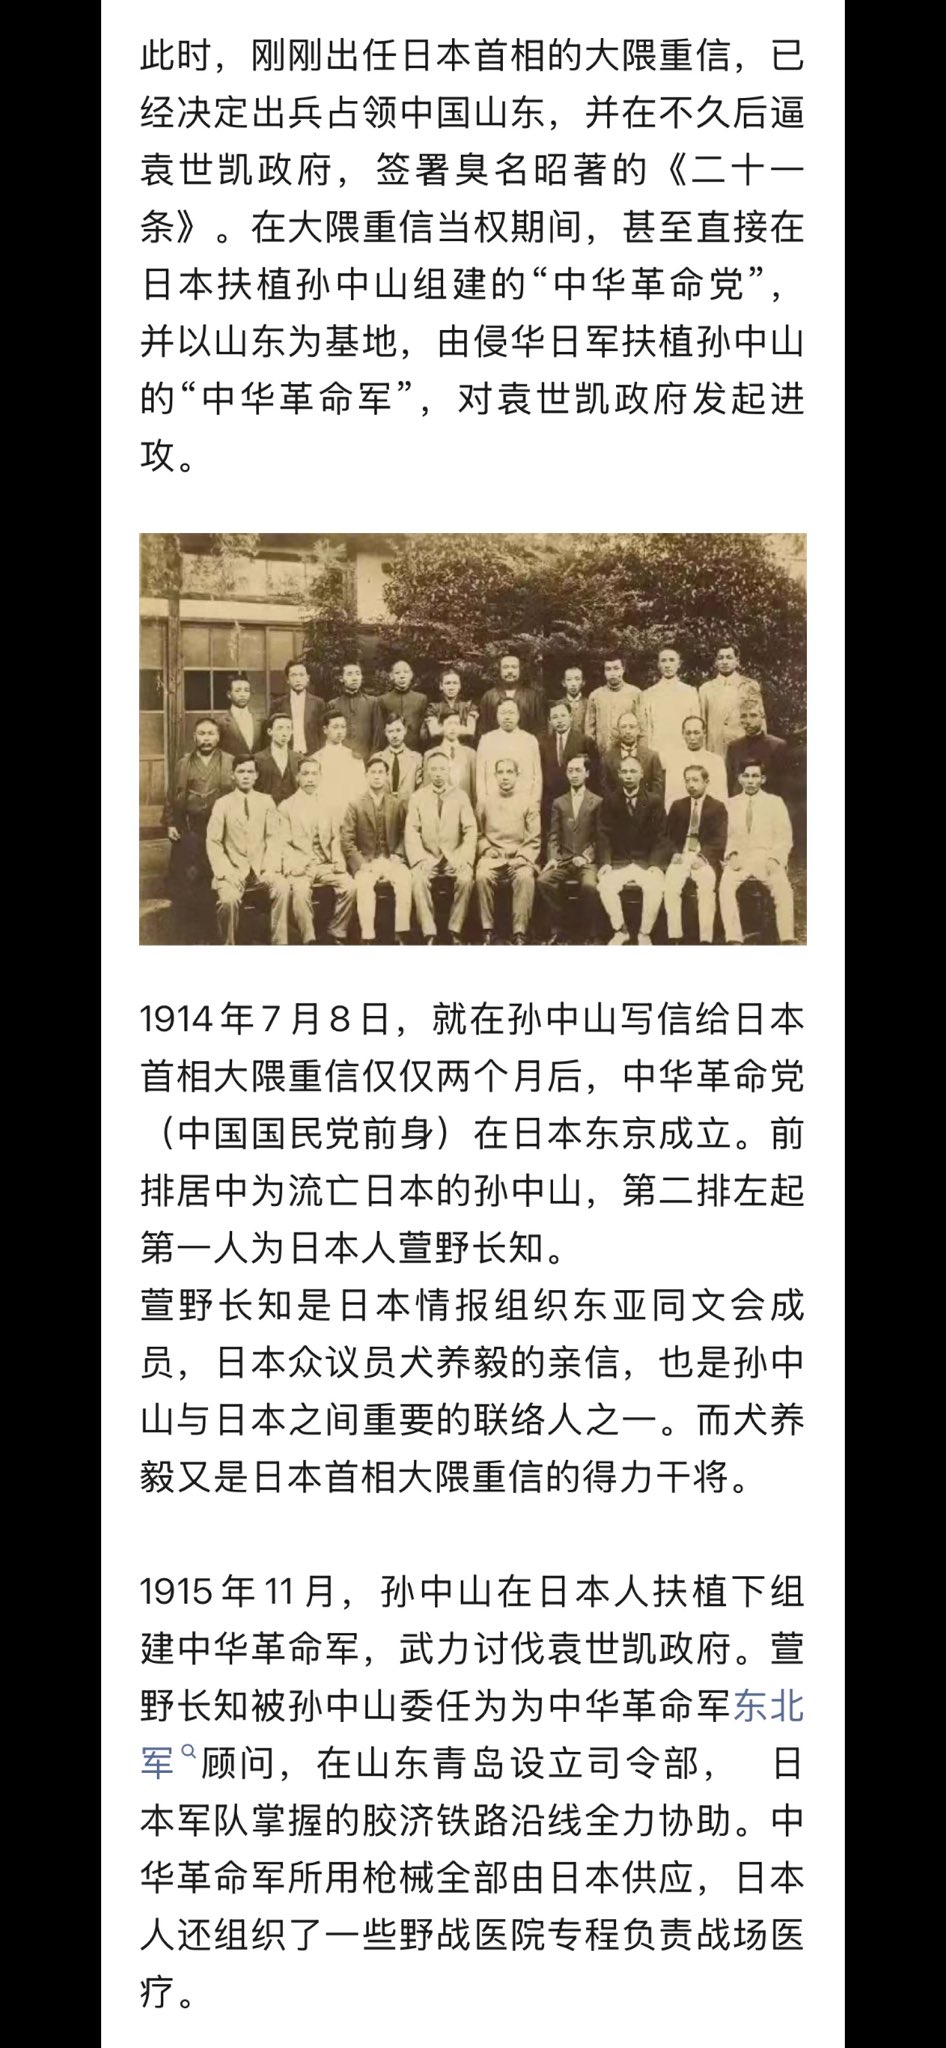 此时，刚刚出任日本首相的大隈重信，已
经决定出兵占领中国山东，并在不久后逼
袁世凯政府，签署臭名昭著的《二十一
条》。在大隈重信当权期间，甚至直接在
日本扶植孙中山组建的“中华革命党”，
并以山东为基地，由侵华日军扶植孙中山
的“中华革命军”，对袁世凯政府发起进
攻。
1914年7月8日，就在孙中山写信给日本
首相大隈重信仅仅两个月后，中华革命党
（中国国民党前身）在日本东京成立。前
排居中为流亡日本的孙中山，第二排左起
第一人为日本人萱野长知。
萱野长知是日本情报组织东亚同文会成
员，日本众议员犬养毅的亲信，也是孙中
山与日本之间重要的联络人之一。而犬养
毅又是日本首相大隈重信的得力干将。
1915年11月，孙中山在日本人扶植下组
建中华革命军，武力讨伐袁世凯政府。萱
野长知被孙中山委任为为中华革命军东北
军顾问，在山东青岛设立司令部， 日
本军队掌握的胶济铁路沿线全力协助。中
华革命军所用枪械全部由日本供应，日本
人还组织了一些野战医院专程负责战场医
疗。